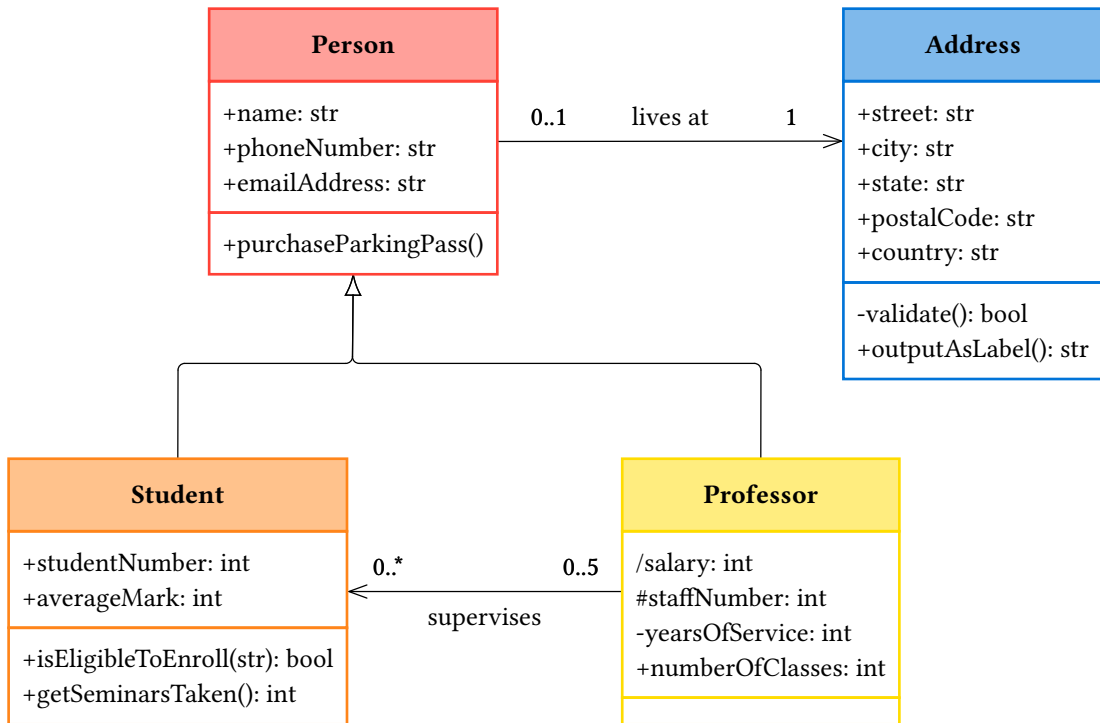 Person
+name: str
+phoneNumber: str
+emailAddress: str
+purchaseParkingPass()
0..1 lives at 1
Address
+street: str
+city: str
+state: str
+postalCode: str
+country: str
-validate(): bool
+outputAsLabel(): str
Student
+studentNumber: int
+averageMark: int
+isEligibleToEnroll(str): bool
+getSeminarsTaken(): int
0..* 0..5
supervises
Professor
/salary: int
#staffNumber: int
-yearsOfService: int
+numberOfClasses: int